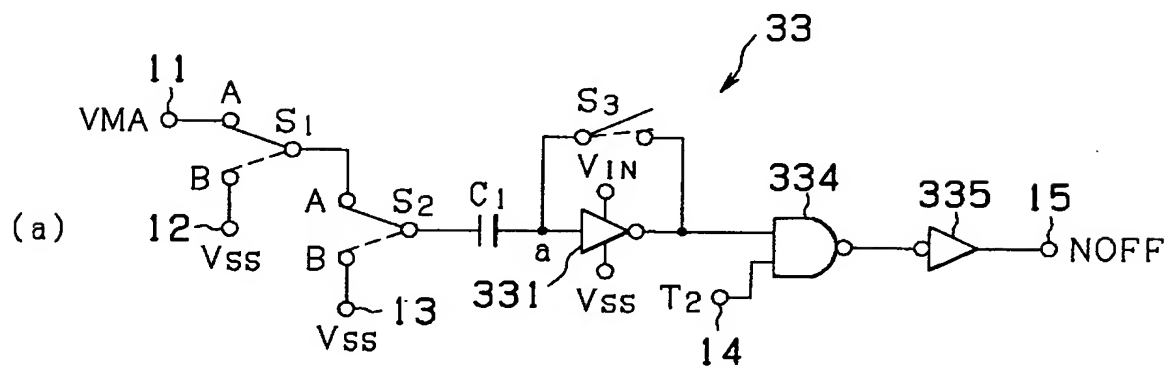 33
11
A
VMA
S1
S3
B
VIN
A
S2
C1
334
335
15
(a)
12
VSS
B
a
NOFF
331
VSS
T2
13
VSS
14